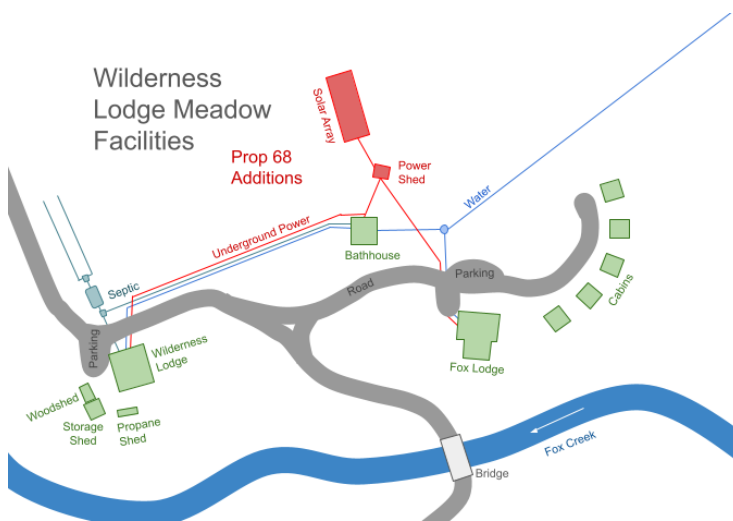 Wilderness
Lodge Meadow
Facilities
Solar Array
Prop 68
Additions
Power
Shed
Water
Underground Power
Bathhouse
Septic
Road
Parking
Cabins
Parking
Wilderness
Lodge
Fox Lodge
Woodshed
Storage
Shed
Propane
Shed
Fox Creek
Bridge